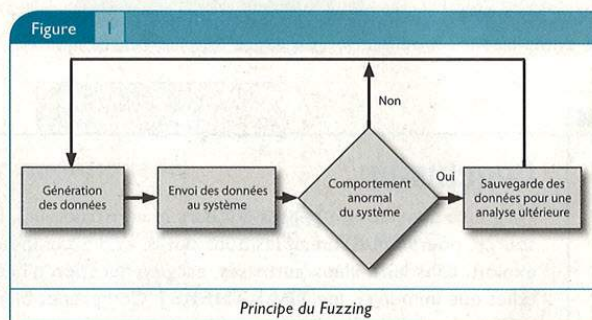 Figure 1
Non
Génération
des données
Envoi des données
au système
Comportement
anormal
du système
Oui
Sauvegarde des
données pour une
analyse ultérieure
Principe du Fuzzing